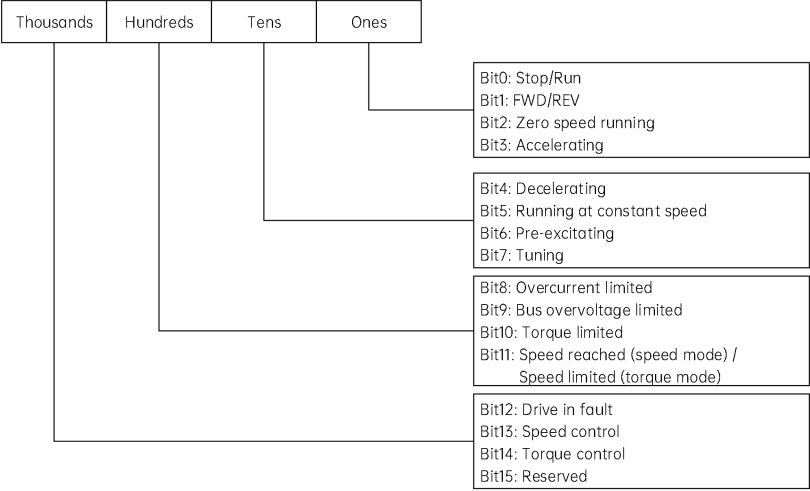 Thousands Hundreds Tens Ones
Bit0: Stop/Run
Bit1: FWD/REV
Bit2: Zero speed running
Bit3: Accelerating
Bit4: Decelerating
Bit5: Running at constant speed
Bit6: Pre-excitating
Bit7: Tuning
Bit8: Overcurrent limited
Bit9: Bus overvoltage limited
Bit10: Torque limited
Bit11: Speed reached (speed mode) /
Speed limited (torque mode)
Bit12: Drive in fault
Bit13: Speed control
Bit14: Torque control
Bit15: Reserved